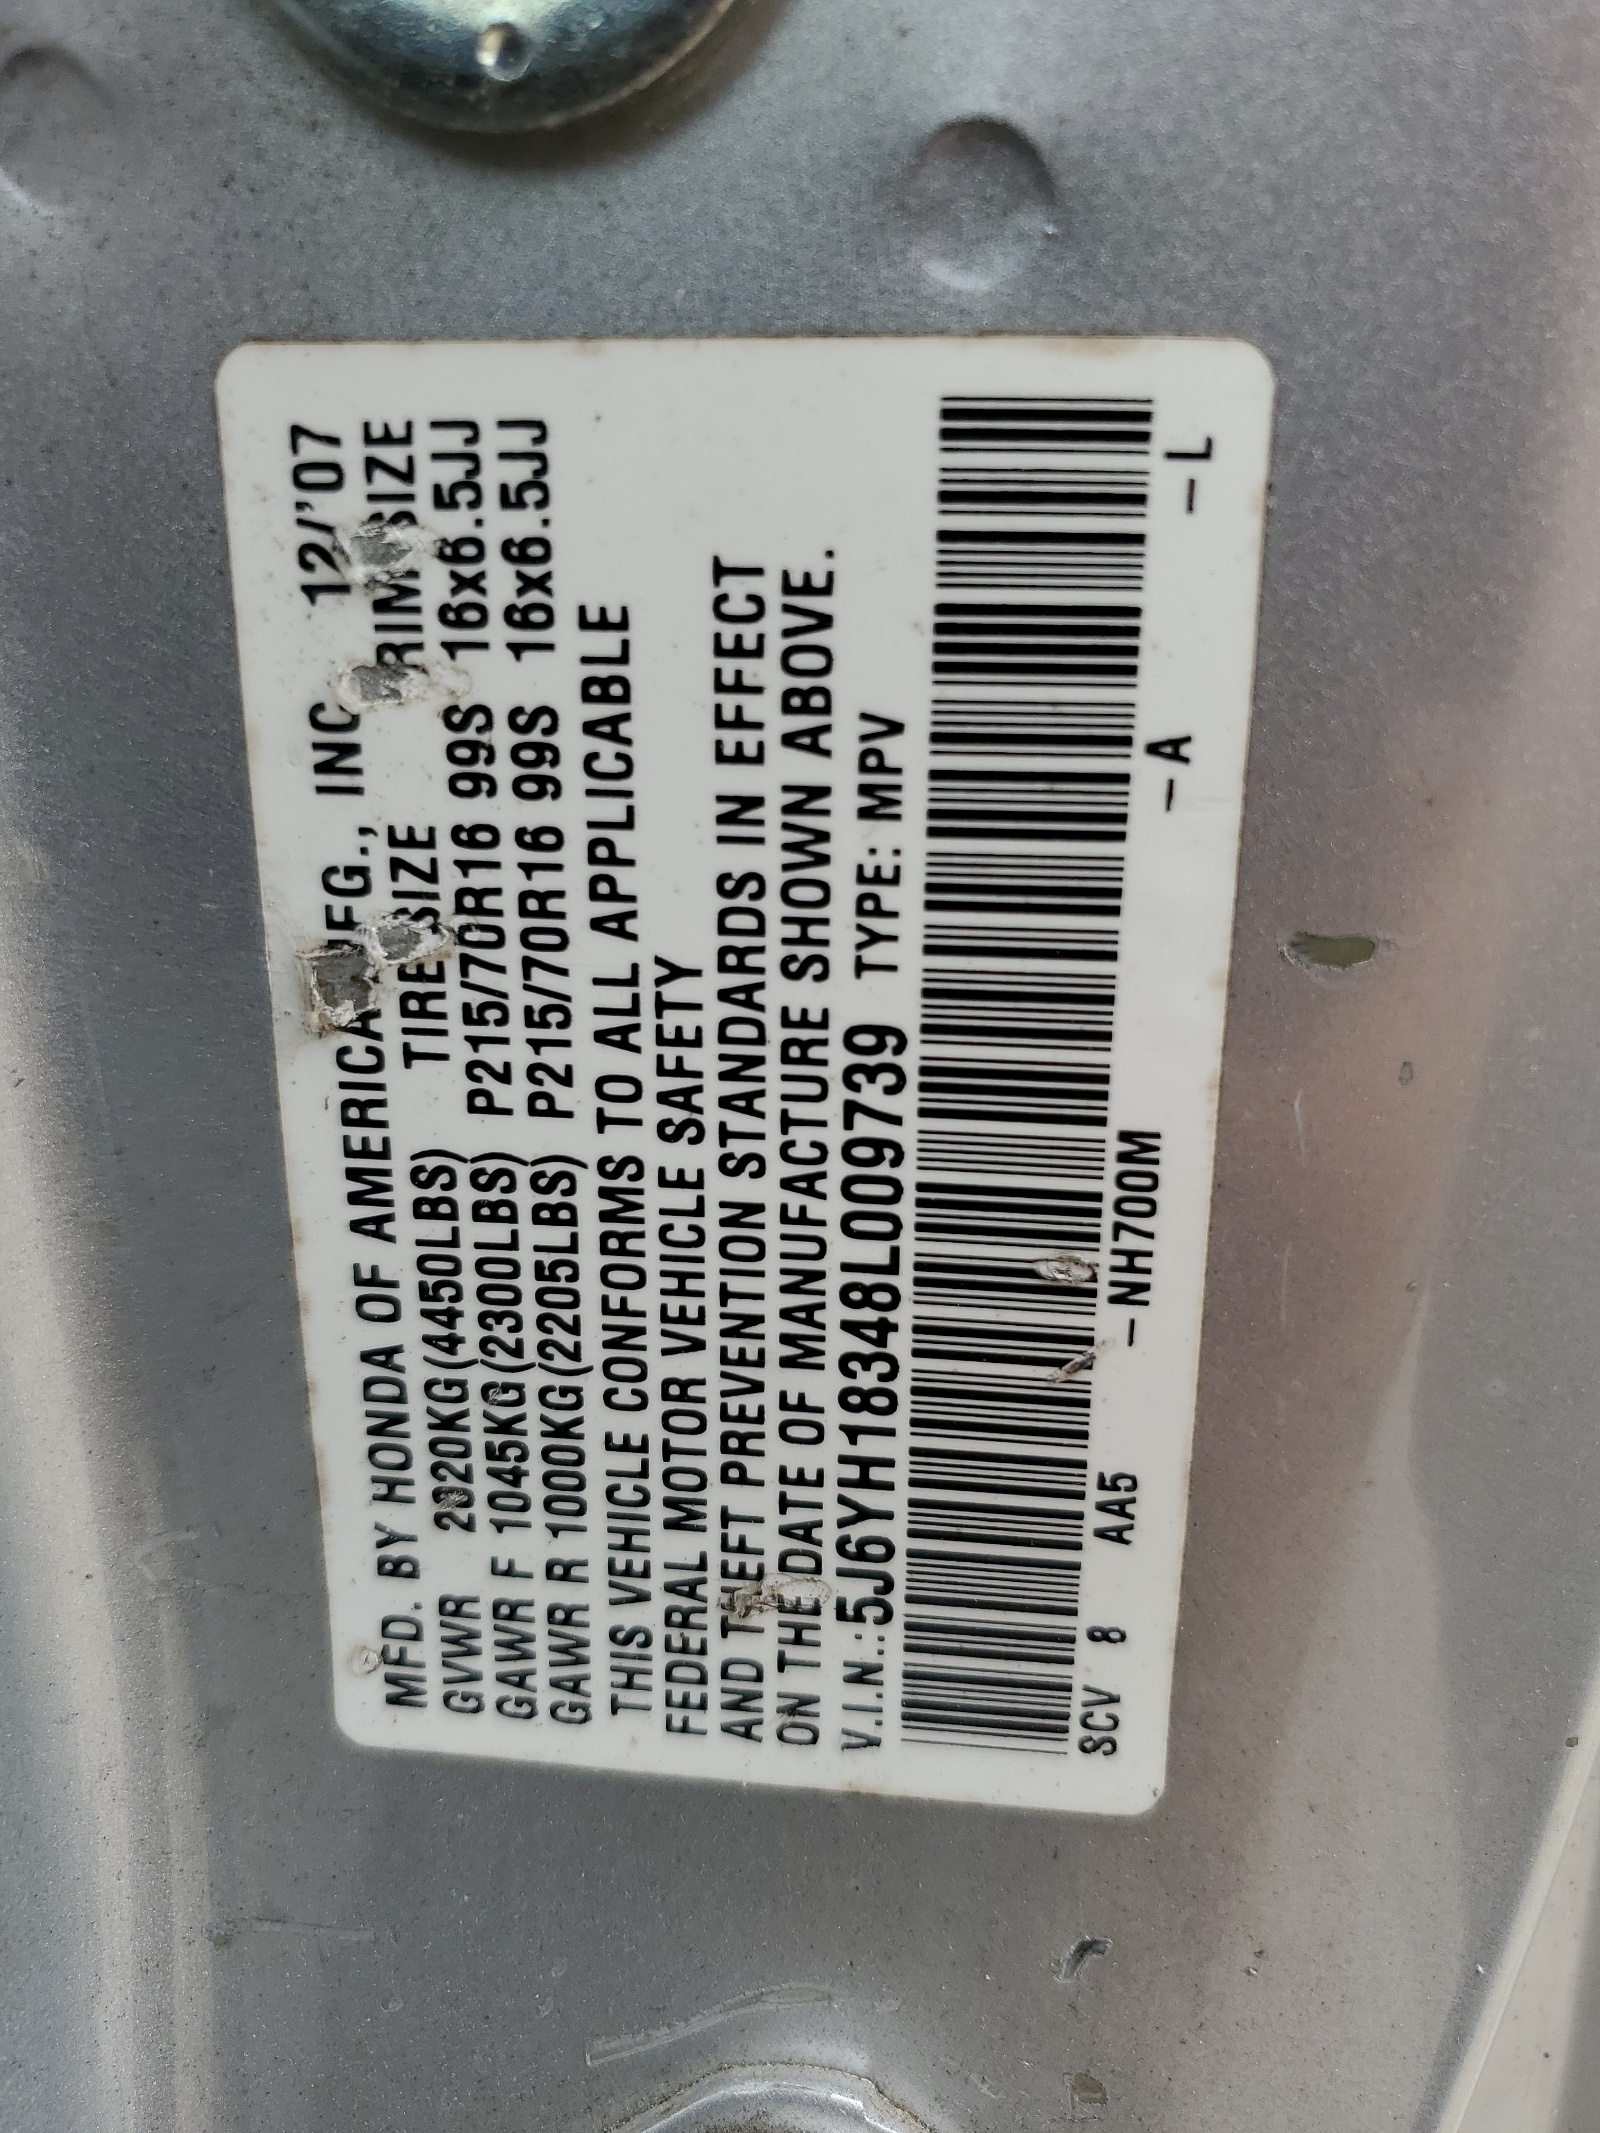 MFD. BY HONDA OF AMERICA MFG., INC 12/'07
GVWR 2020KG(4450LBS) TIRE SIZE RIM SIZE
GAWR F 1045KG(2300LBS) P215/70R16 99S 16x6.5JJ
GAWR R 1000KG(2205LBS) P215/70R16 99S 16x6.5JJ
THIS VEHICLE CONFORMS TO ALL APPLICABLE
FEDERAL MOTOR VEHICLE SAFETY
AND THEFT PREVENTION STANDARDS IN EFFECT
ON THE DATE OF MANUFACTURE SHOWN ABOVE.
V.I.N.:5J6YH18348L009739 TYPE: MPV
SCV 8 AA5 –NH700M –A –L